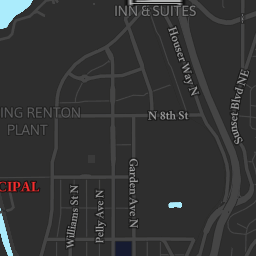 INN & SUITES
Houser Way N
ING RENTON
PLANT
N 8th St
Sunset Blvd NE
CIPAL
Williams St N
Pelly Ave N
Garden Ave N